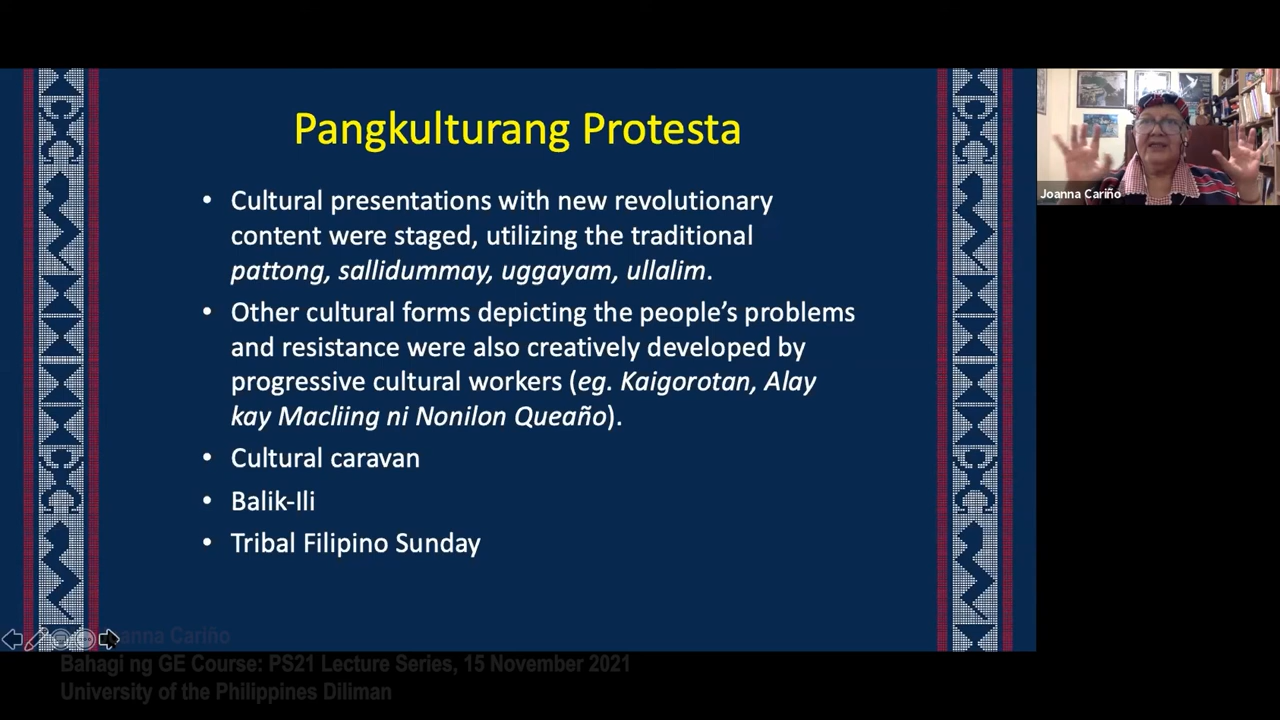 Pangkulturang Protesta
• Cultural presentations with new revolutionary
content were staged, utilizing the traditional
pattong, sallidummay, uggayam, ullalim.
• Other cultural forms depicting the people’s problems
and resistance were also creatively developed by
progressive cultural workers (eg. Kaigorotan, Alay
kay Macliing ni Nonilon Queaño).
• Cultural caravan
• Balik-Ili
• Tribal Filipino Sunday
Joanna Cariño
anna Cariño
Bahagi ng GE Course: PS21 Lecture Series, 15 November 2021
University of the Philippines Diliman